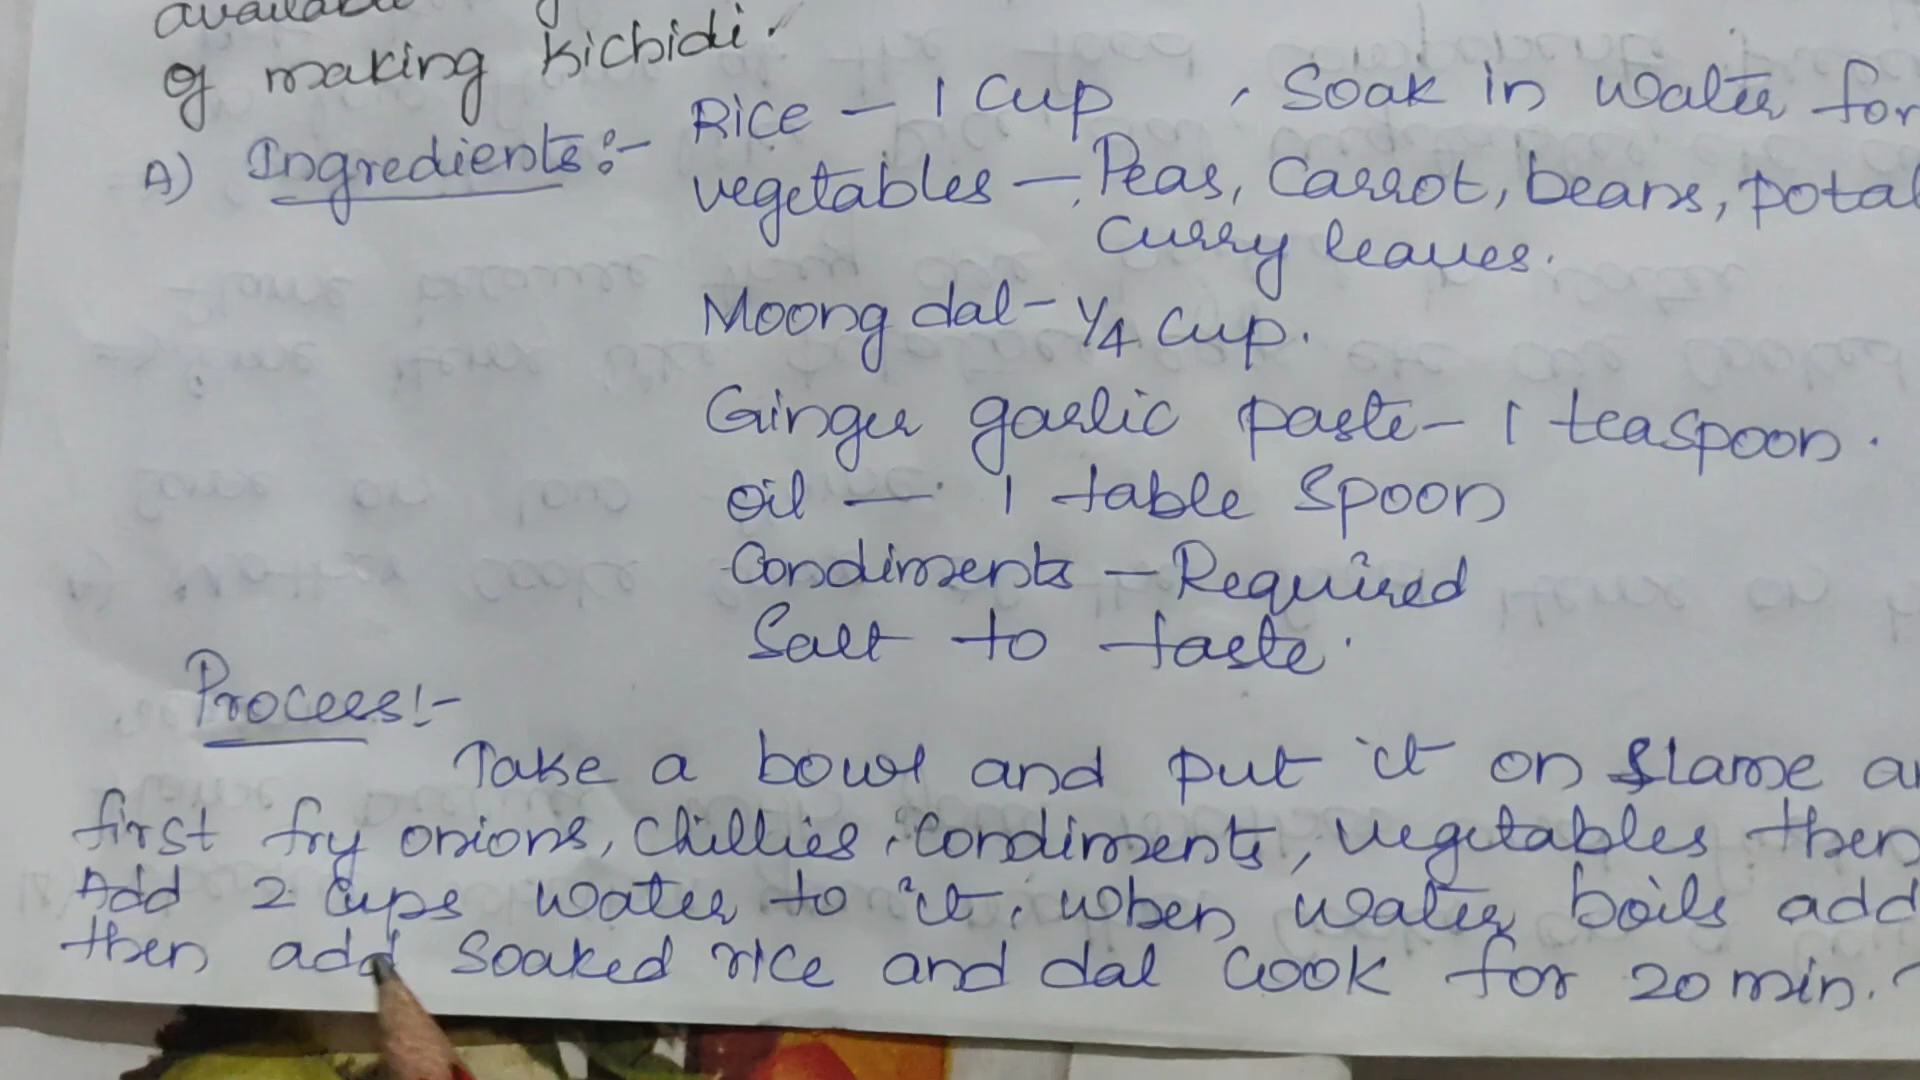 available
of making kichidi.
A) Ingredients:- Rice - 1 cup , Soak in water for
vegetables - Peas, Carrot, beans, potat
Curry leaves.
Moong dal - 1/4 cup.
Ginger garlic paste - 1 teaspoon.
oil - 1 table spoon
Condiments - Required
Salt to taste.
Process:-
Take a bowl and put it on flame a
first fry onions, chillies, condiments, vegetables then
Add 2 cups water to it. when water boils add
then add soaked rice and dal cook for 20 min.